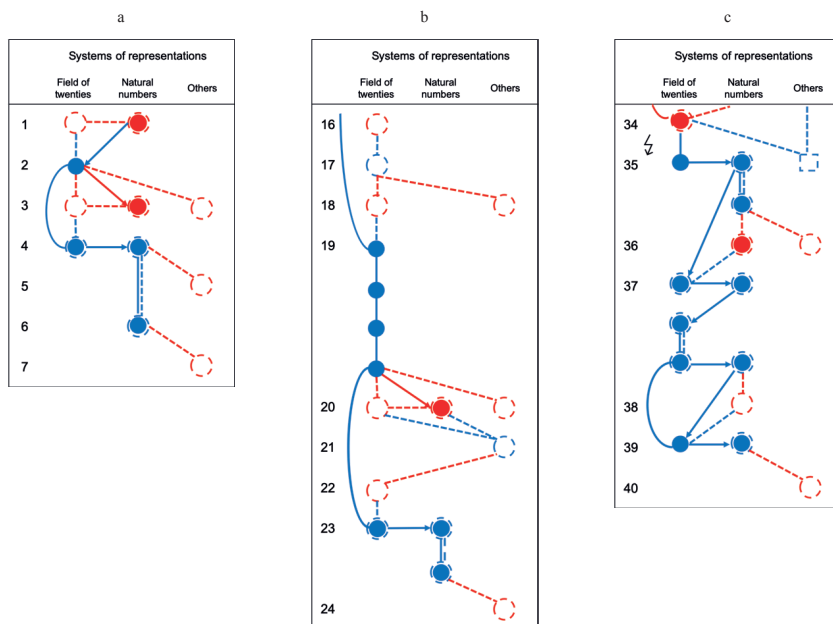 a
b
c
Systems of representations
Field of twenties
Natural numbers
Others
1
2
3
4
5
6
7
Systems of representations
Field of twenties
Natural numbers
Others
16
17
18
19
20
21
22
23
24
Systems of representations
Field of twenties
Natural numbers
Others
34
35
36
37
38
39
40